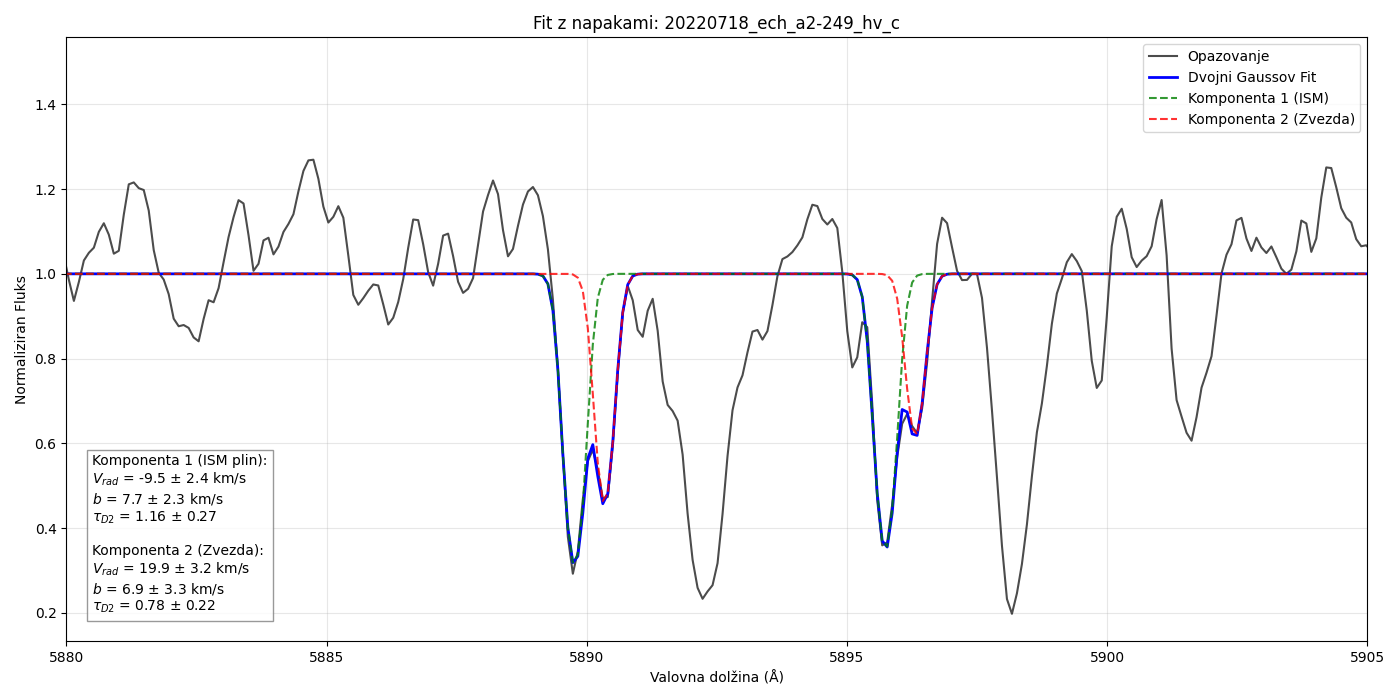 Fit z napakami: 20220718_ech_a2-249_hv_c
Opazovanje
Dvojni Gaussov Fit
Komponenta 1 (ISM)
Komponenta 2 (Zvezda)
Normaliziran Fluks
1.4
1.2
1.0
0.8
0.6
0.4
0.2
Komponenta 1 (ISM plin):
V_rad = -9.5 ± 2.4 km/s
b = 7.7 ± 2.3 km/s
τ_D2 = 1.16 ± 0.27
Komponenta 2 (Zvezda):
V_rad = 19.9 ± 3.2 km/s
b = 6.9 ± 3.3 km/s
τ_D2 = 0.78 ± 0.22
5880 5885 5890 5895 5900 5905
Valovna dolžina (Å)